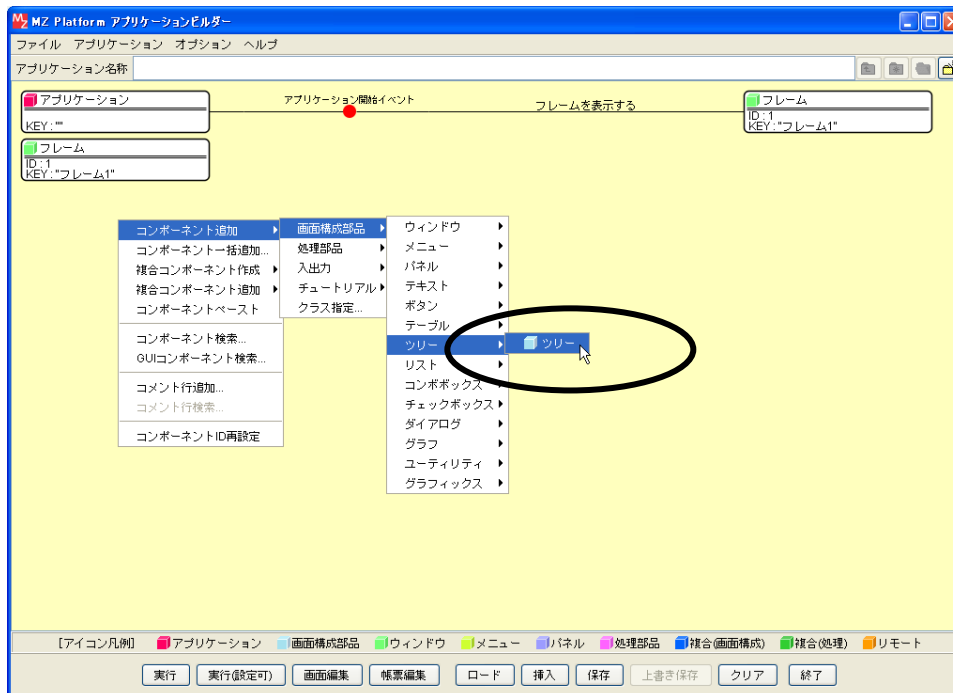 MZ Platform アプリケーションビルダー
ファイル アプリケーション オプション ヘルプ
アプリケーション名称
アプリケーション
KEY : ""
アプリケーション開始イベント
フレームを表示する
フレーム
ID : 1
KEY : "フレーム1"
フレーム
ID : 1
KEY : "フレーム1"
コンポーネント追加
コンポーネント一括追加...
複合コンポーネント作成
複合コンポーネント追加
コンポーネントペースト
コンポーネント検索...
GUIコンポーネント検索...
コメント行追加...
コメント行検索...
コンポーネントID再設定
画面構成部品
処理部品
入出力
チュートリアル
クラス指定...
ウィンドウ
メニュー
パネル
テキスト
ボタン
テーブル
ツリー
リスト
コンボボックス
チェックボックス
ダイアログ
グラフ
ユーティリティ
グラフィックス
ツリー
[アイコン凡例] アプリケーション 画面構成部品 ウィンドウ メニュー パネル 処理部品 複合(画面構成) 複合(処理) リモート
実行 実行(設定可) 画面編集 帳票編集 ロード 挿入 保存 上書き保存 クリア 終了